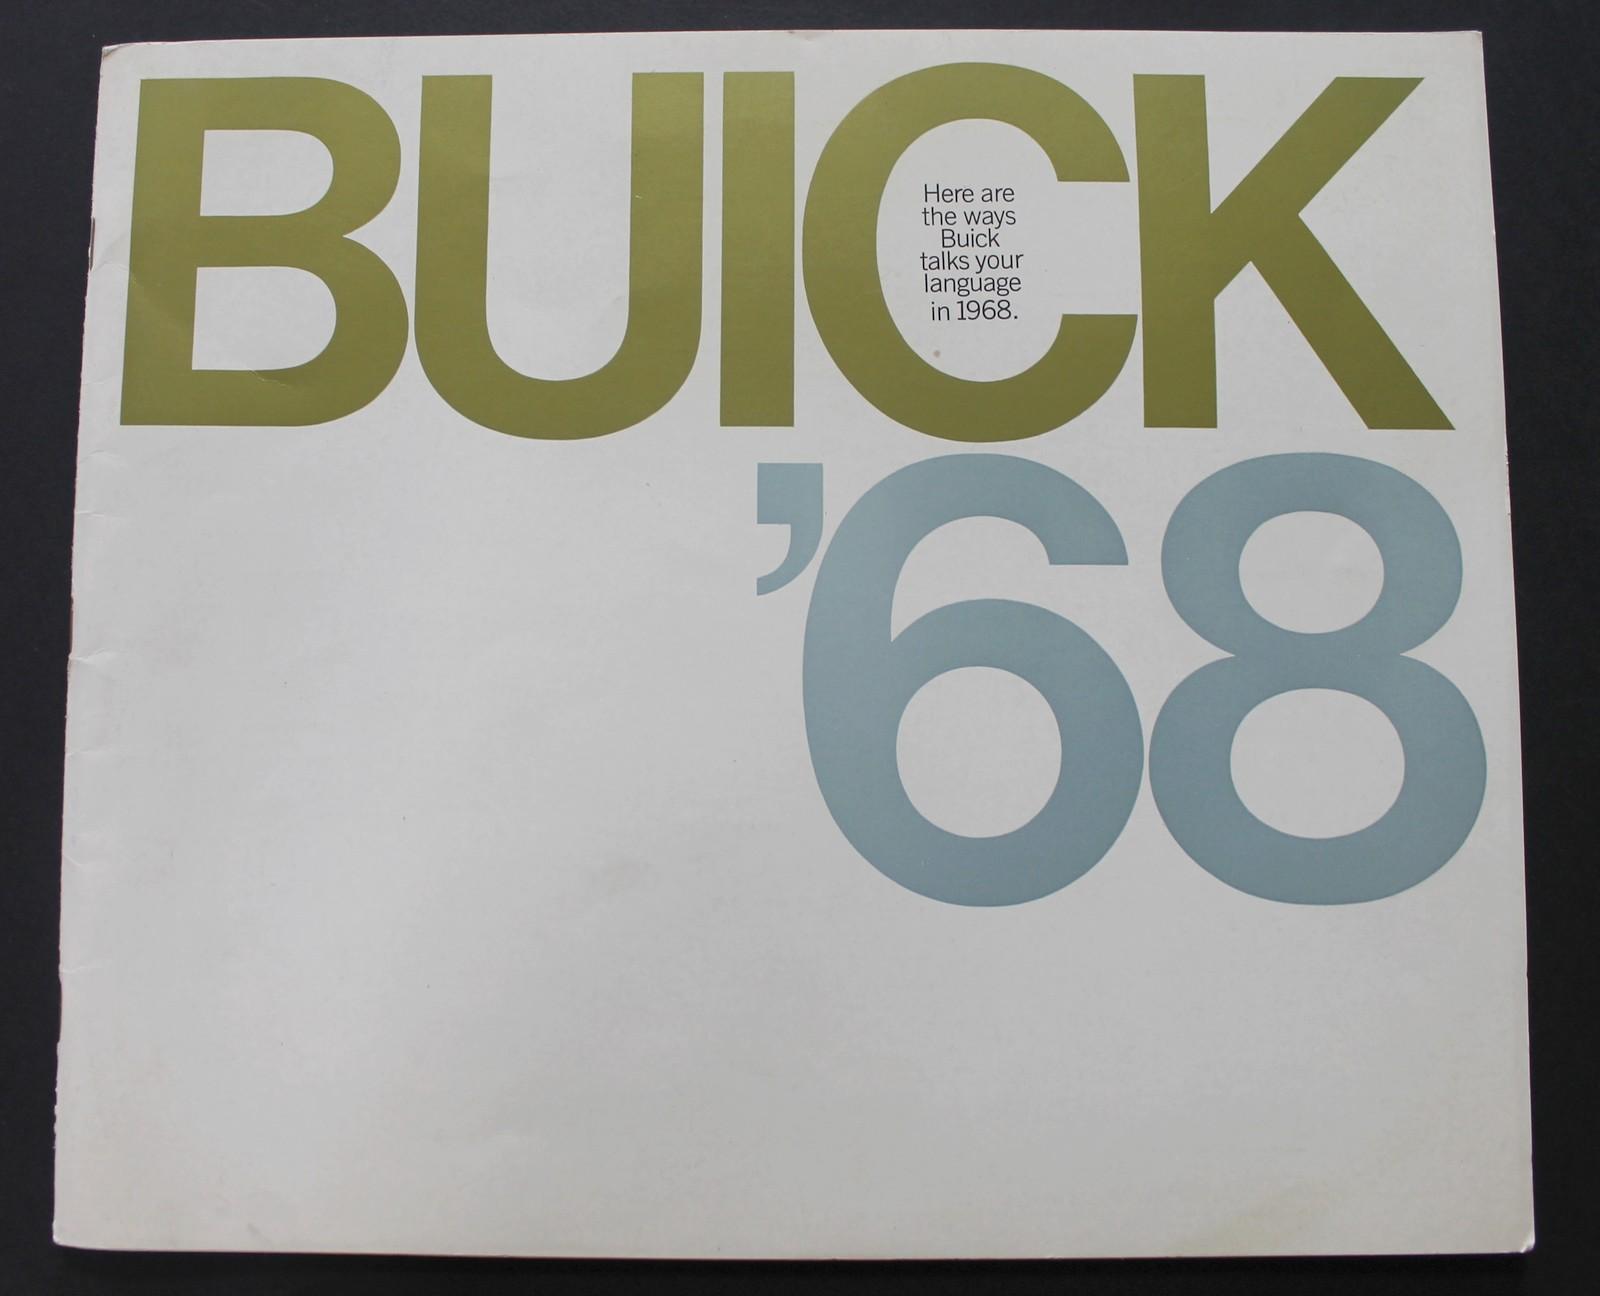 BUICK
Here are
the ways
Buick
talks your
language
in 1968.
’68